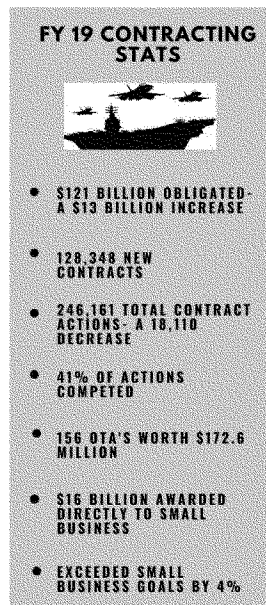 FY 19 CONTRACTING
STATS
• $121 BILLION OBLIGATED-
A $13 BILLION INCREASE
• 128,348 NEW
CONTRACTS
• 246,161 TOTAL CONTRACT
ACTIONS- A 18,110
DECREASE
• 41% OF ACTIONS
COMPETED
• 156 OTA'S WORTH $172.6
MILLION
• $16 BILLION AWARDED
DIRECTLY TO SMALL
BUSINESS
• EXCEEDED SMALL
BUSINESS GOALS BY 4%